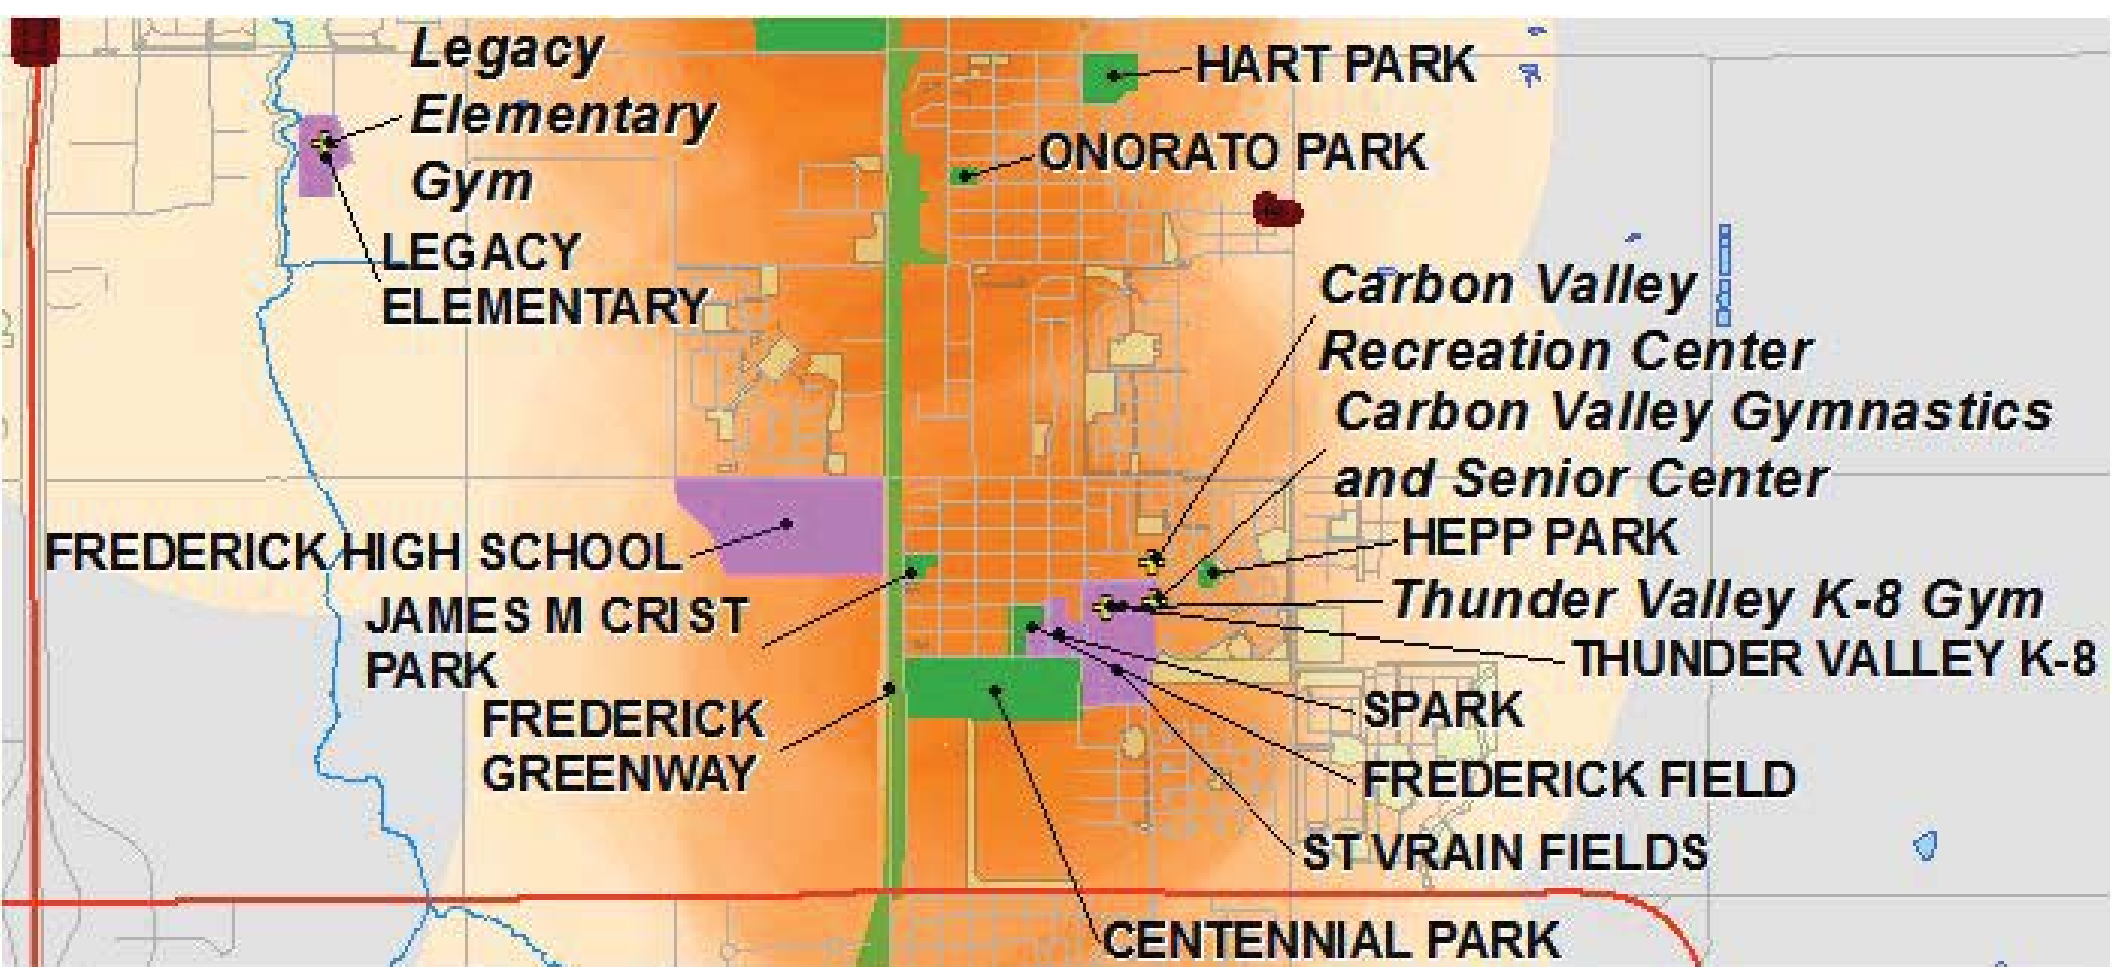 Legacy
Elementary
Gym
HART PARK
ONORATO PARK
LEGACY
ELEMENTARY
Carbon Valley
Recreation Center
Carbon Valley Gymnastics
and Senior Center
FREDERICK HIGH SCHOOL
HEPP PARK
JAMES M CRIST
PARK
Thunder Valley K-8 Gym
THUNDER VALLEY K-8
FREDERICK
GREENWAY
SPARK
FREDERICK FIELD
ST VRAIN FIELDS
CENTENNIAL PARK